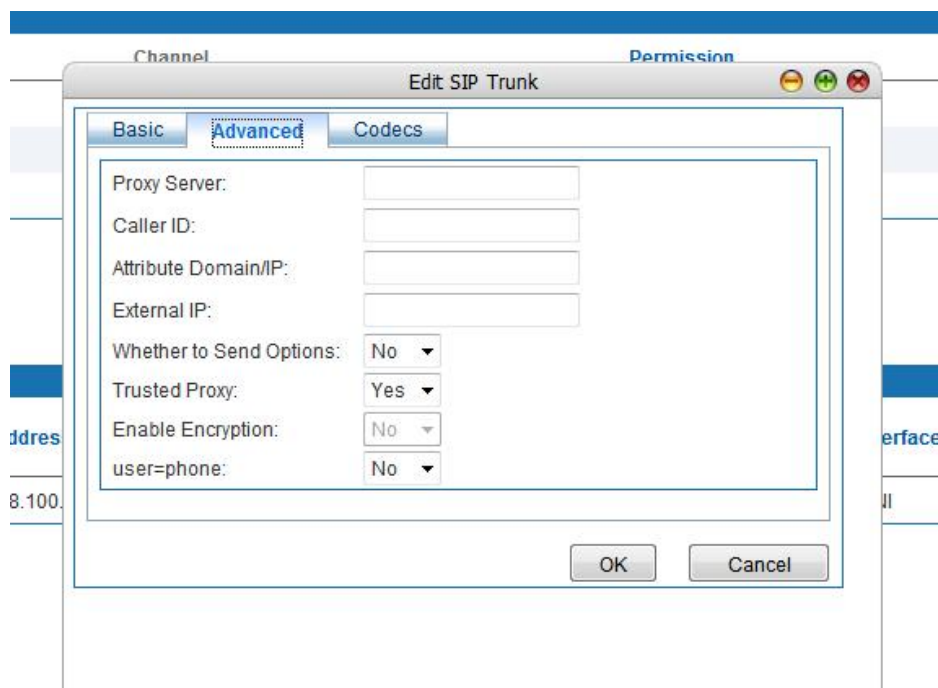 Channel Permission
Edit SIP Trunk
Basic Advanced Codecs
Proxy Server:
Caller ID:
Attribute Domain/IP:
External IP:
Whether to Send Options: No
Trusted Proxy: Yes
Enable Encryption: No
user=phone: No
ddres erface
8.100.
OK Cancel